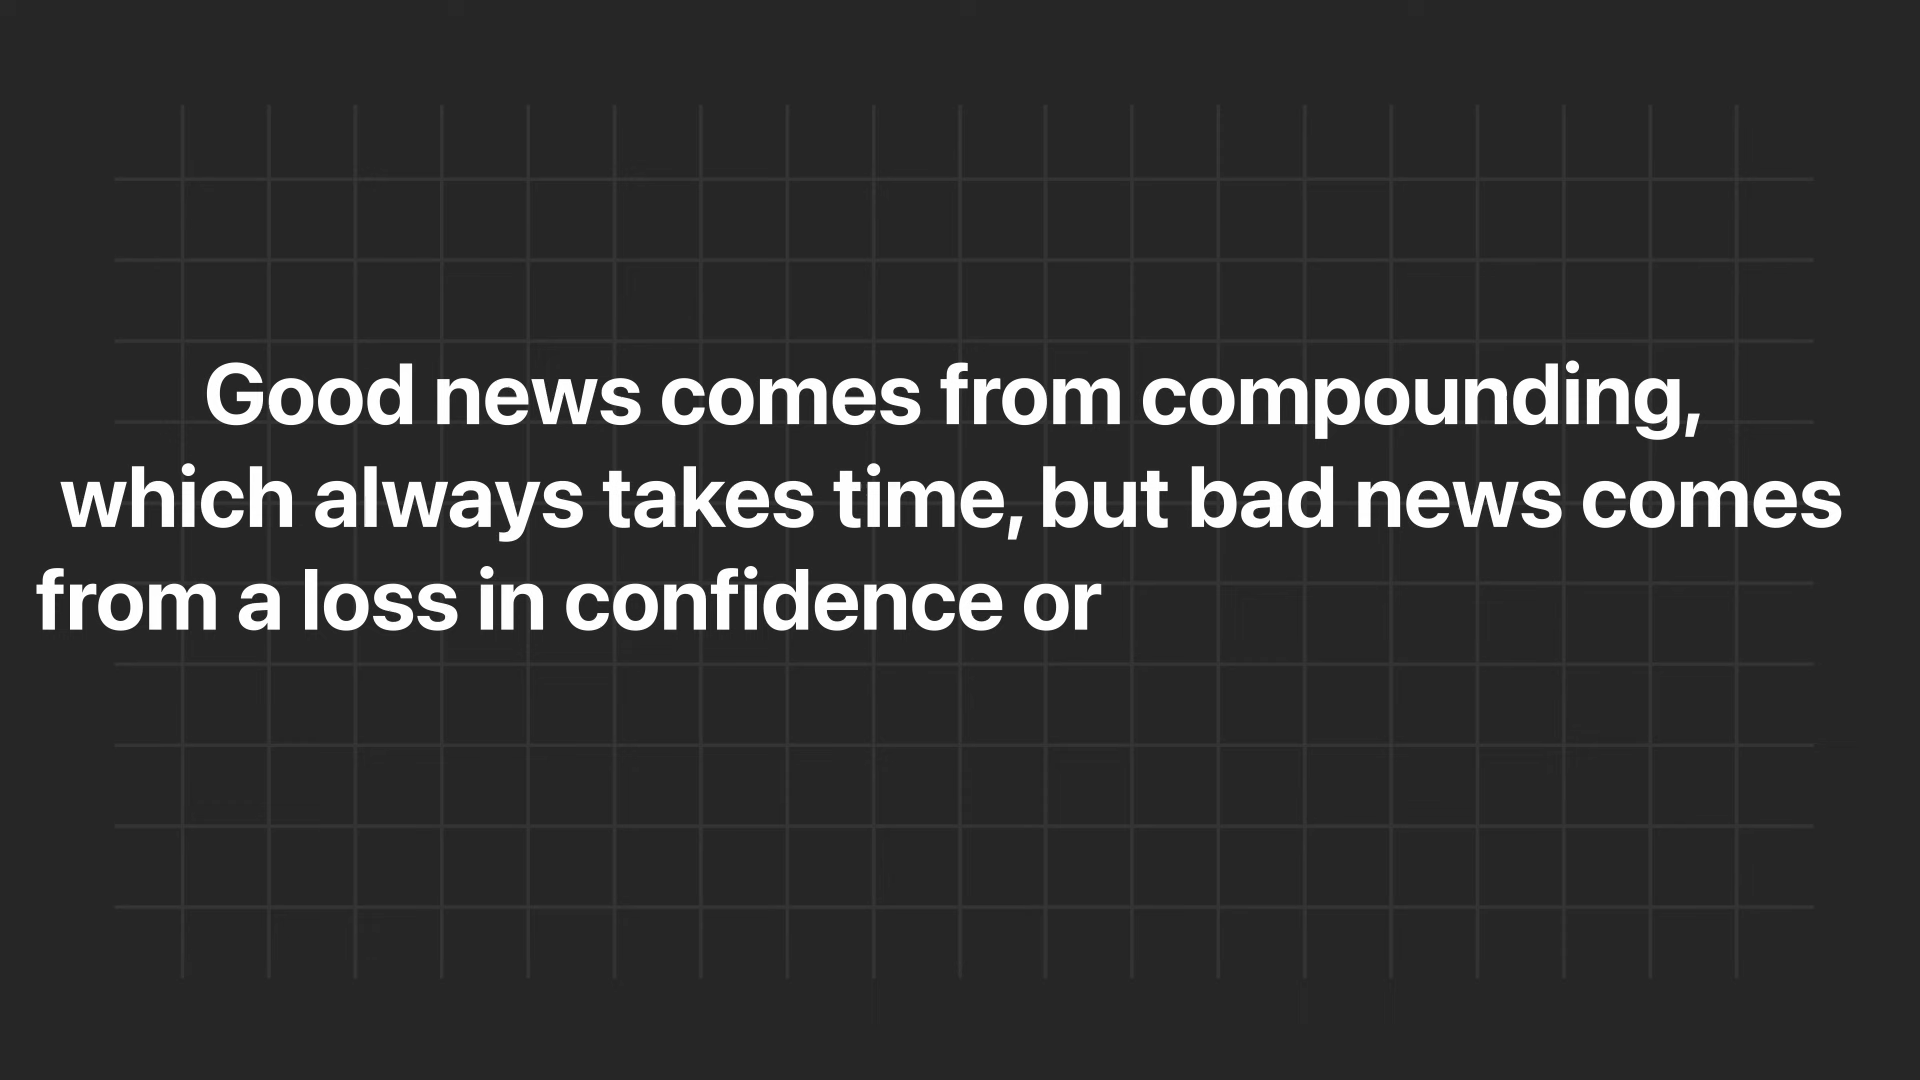 Good news comes from compounding,
which always takes time, but bad news comes
from a loss in confidence or